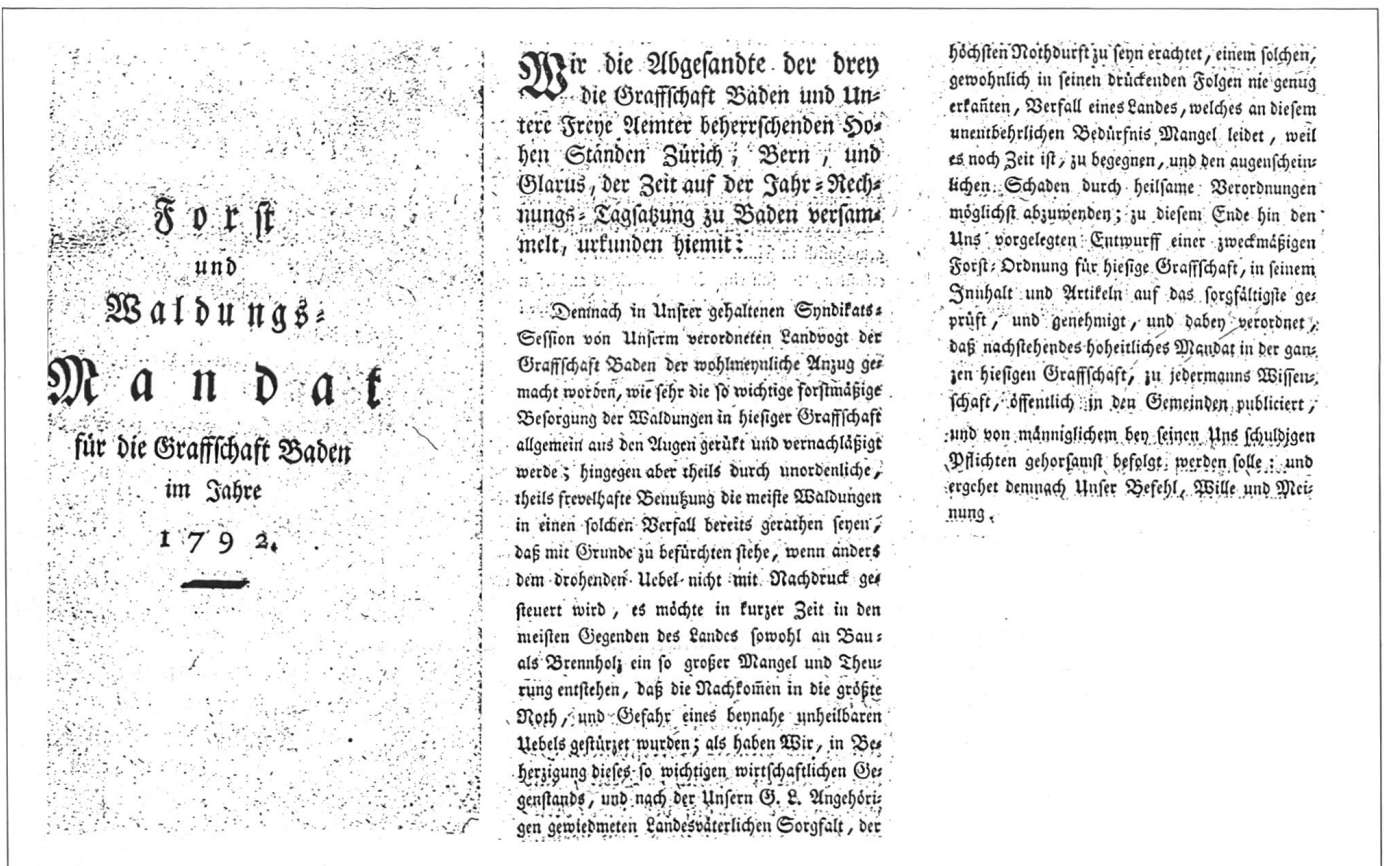 Forst
und
Waldungs-
Mandat
für die Graffschaft Baden
im Jahre
1792.
Wir die Abgesandte der drey
die Graffschaft Baden und Un-
tere Freye Aemter beherrschenden Ho-
hen Ständen Zürich, Bern, und
Glarus, der Zeit auf der Jahr-Rech-
nungs-Tagsatzung zu Baden versam-
melt, urkunden hiemit:
Demnach in Unsrer gehaltenen Syndikats-
Session von Unserm verordneten Landvogt der
Graffschaft Baden der wohlmeynliche Anzug ge-
macht worden, wie sehr die so wichtige forstmäßige
Besorgung der Waldungen in hiesiger Graffschaft
allgemein aus den Augen gerükt und vernachläßigt
werde; hingegen aber theils durch unordenliche,
theils frevelhafte Benutzung die meiste Waldungen
in einen solchen Verfall bereits gerathen seyen,
daß mit Grunde zu befürchten stehe, wenn anders
dem drohenden Uebel nicht mit Nachdruck ge-
steuert wird, es möchte in kurzer Zeit in den
meisten Gegenden des Landes sowohl an Bau-
als Brennholz ein so großer Mangel und Theu-
rung entstehen, daß die Nachkom̄en in die größte
Noth, und Gefahr eines beynahe unheilbaren
Uebels gestürzet wurden; als haben Wir, in Be-
herzigung dieses so wichtigen wirtschaftlichen Ge-
genstands, und nach der Unsern G. L. Angehöri-
gen gewiedmeten Landesväterlichen Sorgfalt, der
höchsten Nothdurft zu seyn erachtet, einem solchen,
gewohnlich in seinen drückenden Folgen nie genug
erkan̄ten, Verfall eines Landes, welches an diesem
unentbehrlichen Bedürfnis Mangel leidet, weil
es noch Zeit ist, zu begegnen, und den augenschein-
lichen Schaden durch heilsame Verordnungen
möglichst abzuwenden; zu diesem Ende hin den
Uns vorgelegten Entwurff einer zweckmäßigen
Forst-Ordnung für hiesige Graffschaft, in seinem
Innhalt und Artikeln auf das sorgfältigste ge-
prüft, und genehmigt, und dabey verordnet,
daß nachstehendes hoheitliches Mandat in der gan-
zen hiesigen Graffschaft, zu jedermanns Wissen-
schaft, öffentlich in den Gemeinden publiciert,
und von männiglichem bey seinen Uns schuldigen
Pflichten gehorsamst befolgt werden solle; und
ergehet demnach Unser Befehl, Wille und Mei-
nung.